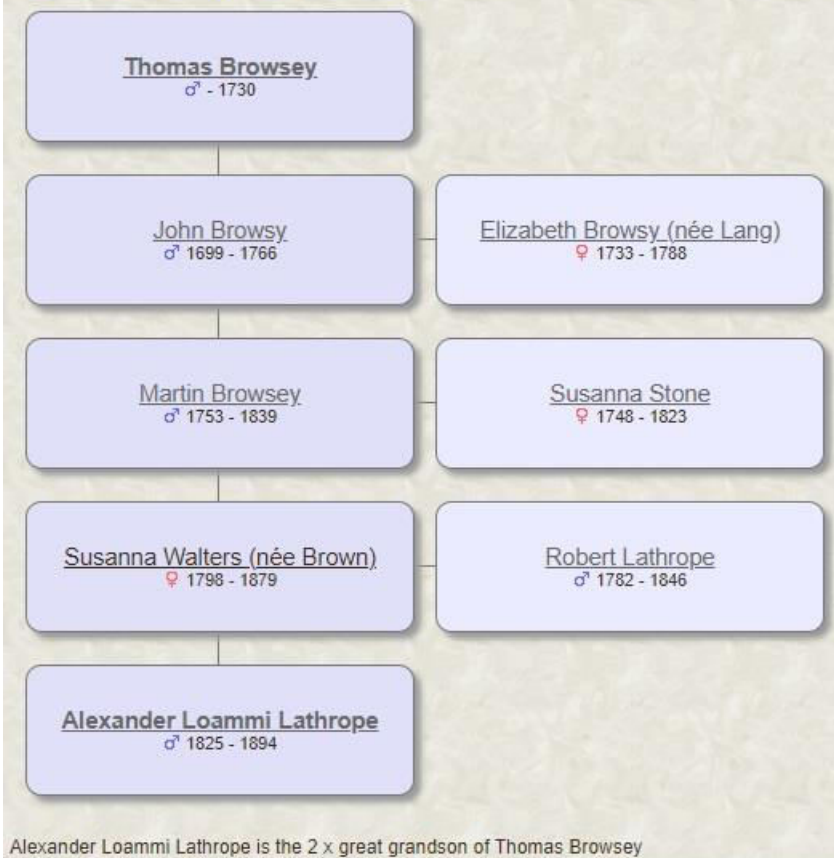 Thomas Browsey
♂ - 1730
John Browsy
♂ 1699 - 1766
Elizabeth Browsy (née Lang)
♀ 1733 - 1788
Martin Browsey
♂ 1753 - 1839
Susanna Stone
♀ 1748 - 1823
Susanna Walters (née Brown)
♀ 1798 - 1879
Robert Lathrope
♂ 1782 - 1846
Alexander Loammi Lathrope
♂ 1825 - 1894
Alexander Loammi Lathrope is the 2 x great grandson of Thomas Browsey